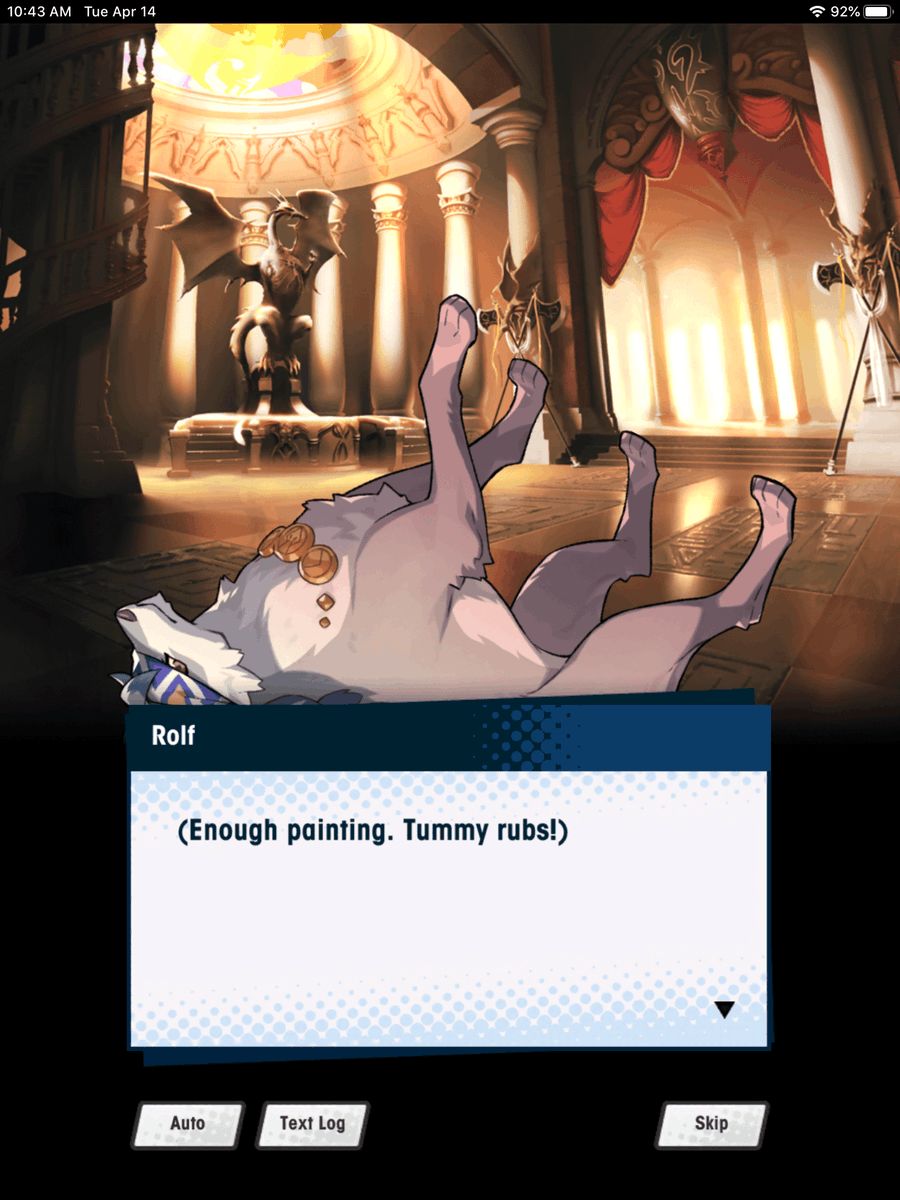 10:43 AM Tue Apr 14 92%
Rolf
(Enough painting. Tummy rubs!)
Auto Text Log Skip